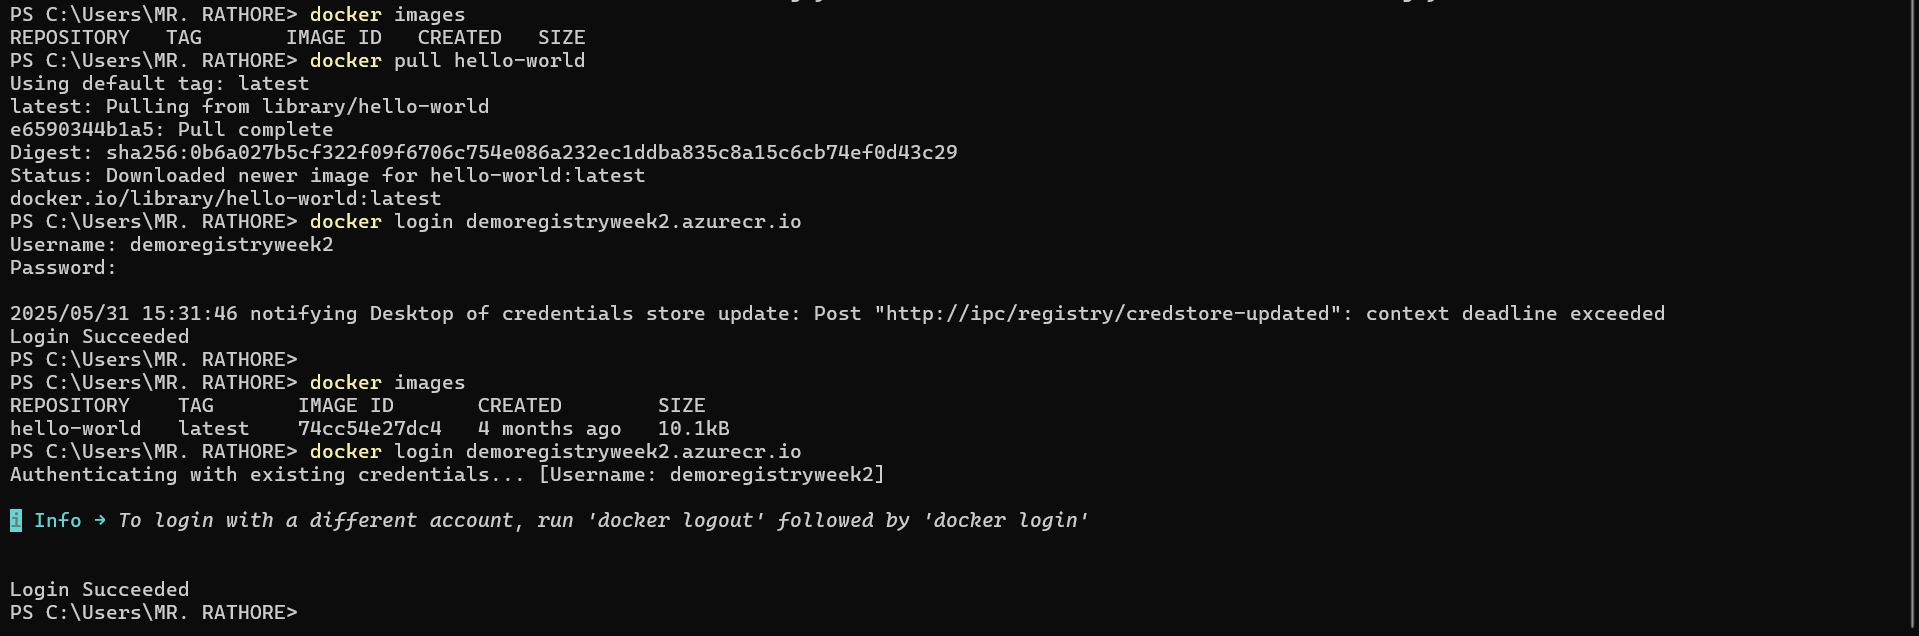 PS C:\Users\MR. RATHORE> docker images
REPOSITORY   TAG       IMAGE ID   CREATED   SIZE
PS C:\Users\MR. RATHORE> docker pull hello-world
Using default tag: latest
latest: Pulling from library/hello-world
e6590344b1a5: Pull complete
Digest: sha256:0b6a027b5cf322f09f6706c754e086a232ec1ddba835c8a15c6cb74ef0d43c29
Status: Downloaded newer image for hello-world:latest
docker.io/library/hello-world:latest
PS C:\Users\MR. RATHORE> docker login demoregistryweek2.azurecr.io
Username: demoregistryweek2
Password:
2025/05/31 15:31:46 notifying Desktop of credentials store update: Post "http://ipc/registry/credstore-updated": context deadline exceeded
Login Succeeded
PS C:\Users\MR. RATHORE>
PS C:\Users\MR. RATHORE> docker images
REPOSITORY    TAG       IMAGE ID       CREATED        SIZE
hello-world   latest    74cc54e27dc4   4 months ago   10.1kB
PS C:\Users\MR. RATHORE> docker login demoregistryweek2.azurecr.io
Authenticating with existing credentials... [Username: demoregistryweek2]
i Info → To login with a different account, run 'docker logout' followed by 'docker login'
Login Succeeded
PS C:\Users\MR. RATHORE>